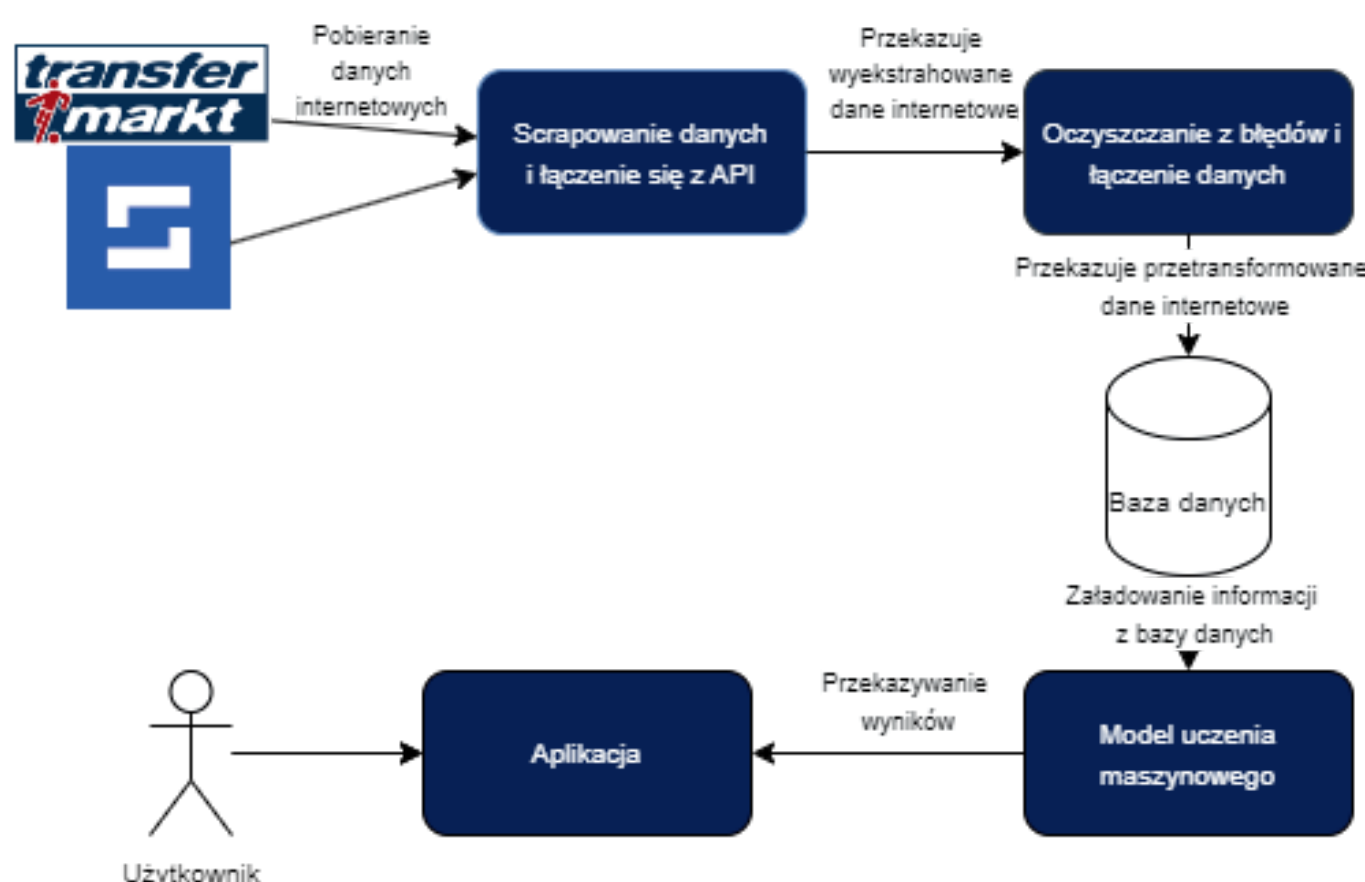 transfer
markt
Pobieranie
danych
internetowych
Scrapowanie danych
i łączenie się z API
Przekazuje
wyekstrahowane
dane internetowe
Oczyszczanie z błędów i
łączenie danych
Przekazuje przetransformowane
dane internetowe
Baza danych
Załadowanie informacji
z bazy danych
Model uczenia
maszynowego
Przekazywanie
wyników
Aplikacja
Użytkownik